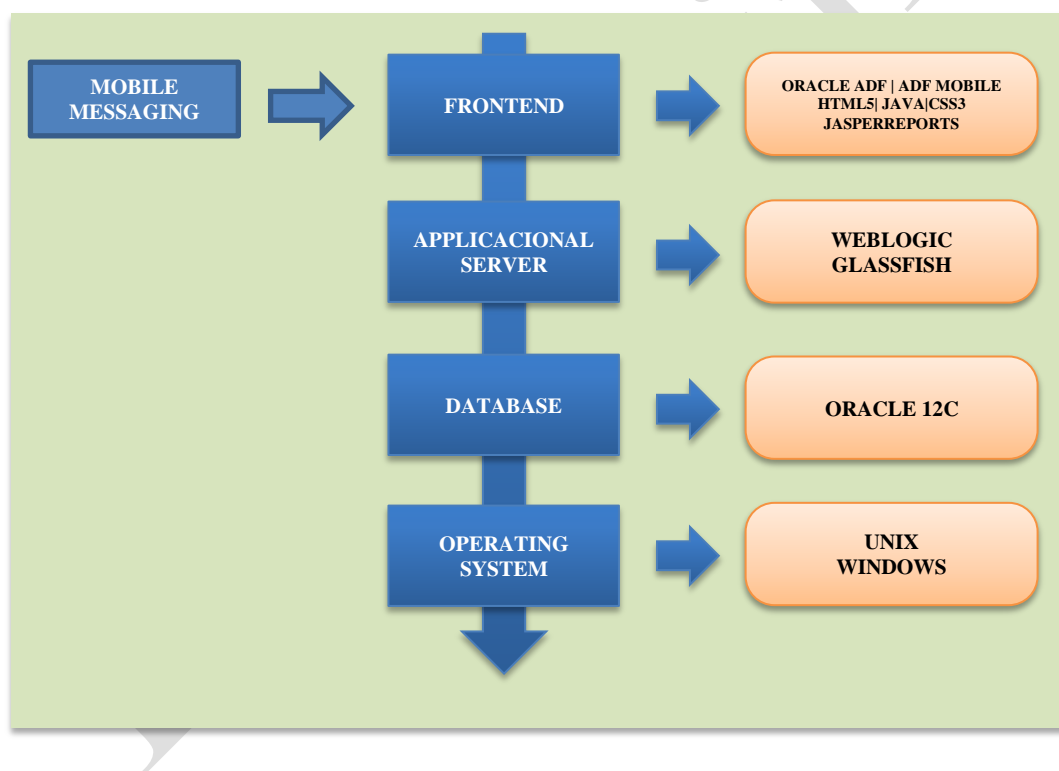 MOBILE
MESSAGING
FRONTEND
ORACLE ADF | ADF MOBILE
HTML5| JAVA|CSS3
JASPERREPORTS
APPLICACIONAL
SERVER
WEBLOGIC
GLASSFISH
DATABASE
ORACLE 12C
OPERATING
SYSTEM
UNIX
WINDOWS